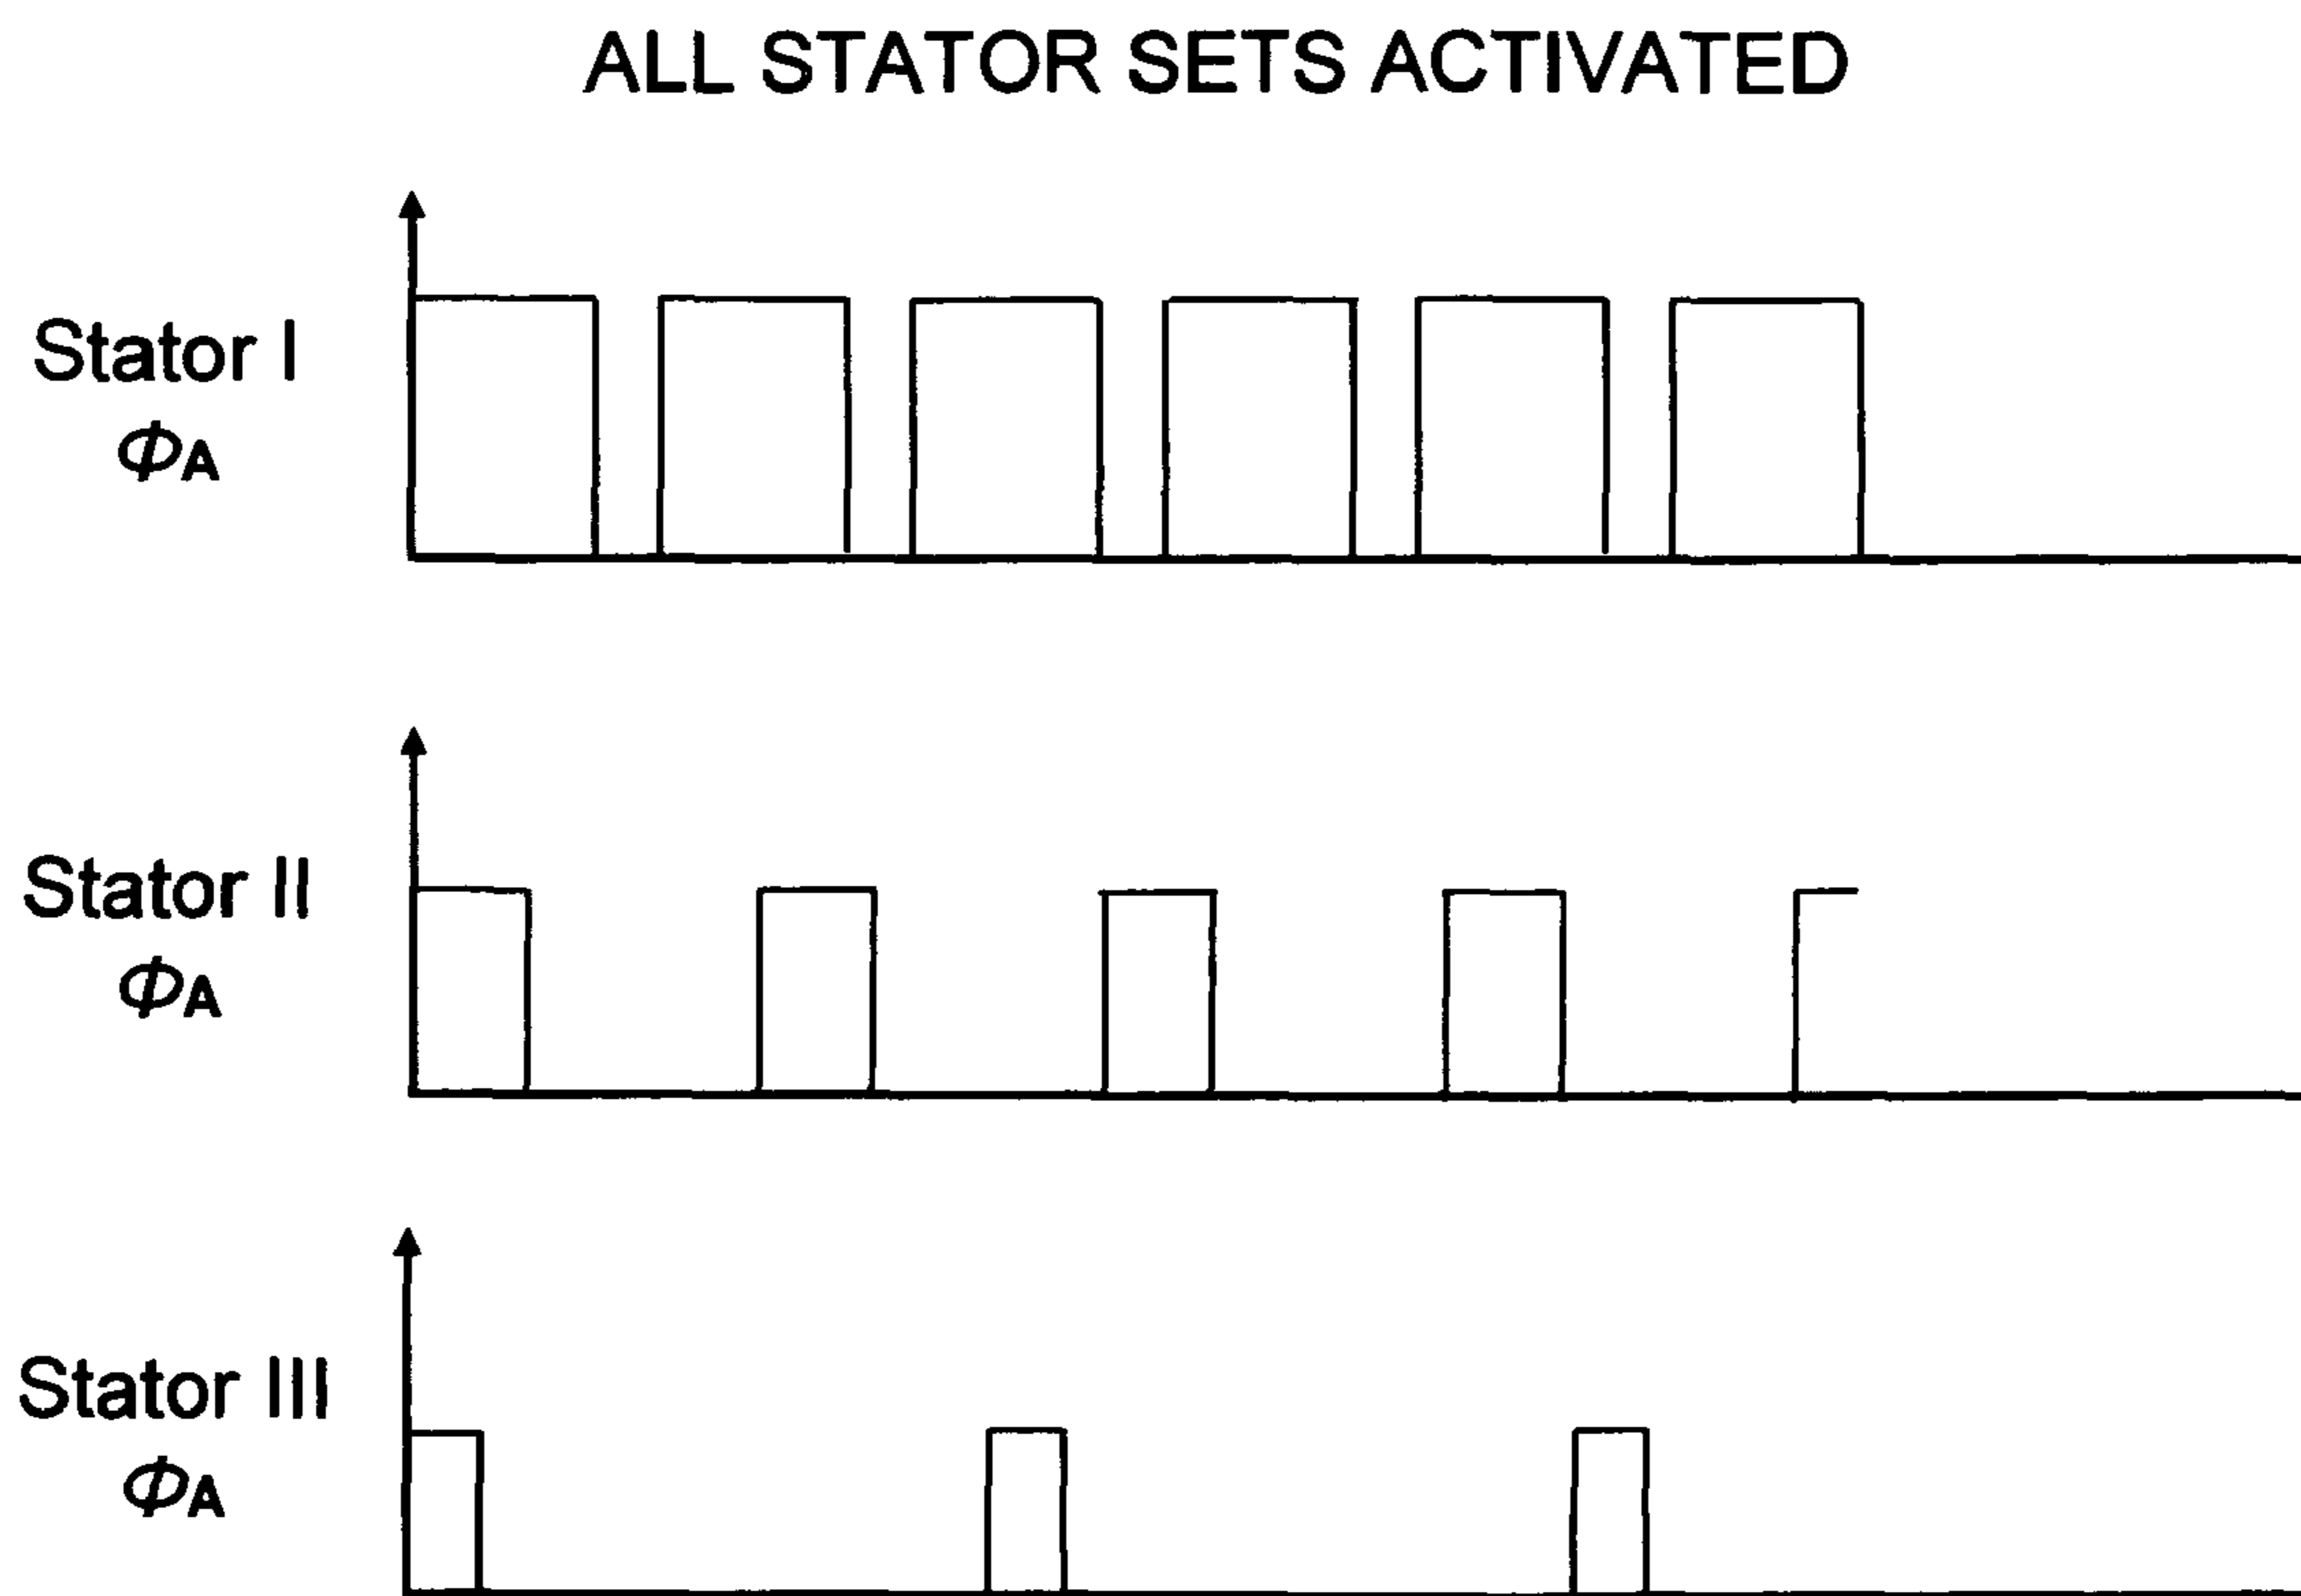 ALL STATOR SETS ACTIVATED
Stator I
ΦA
Stator II
ΦA
Stator III
ΦA